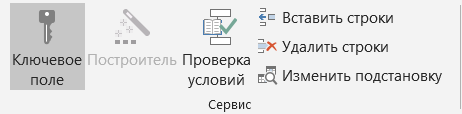 Ключевое
поле
Построитель
Проверка
условий
Вставить строки
Удалить строки
Изменить подстановку
Сервис